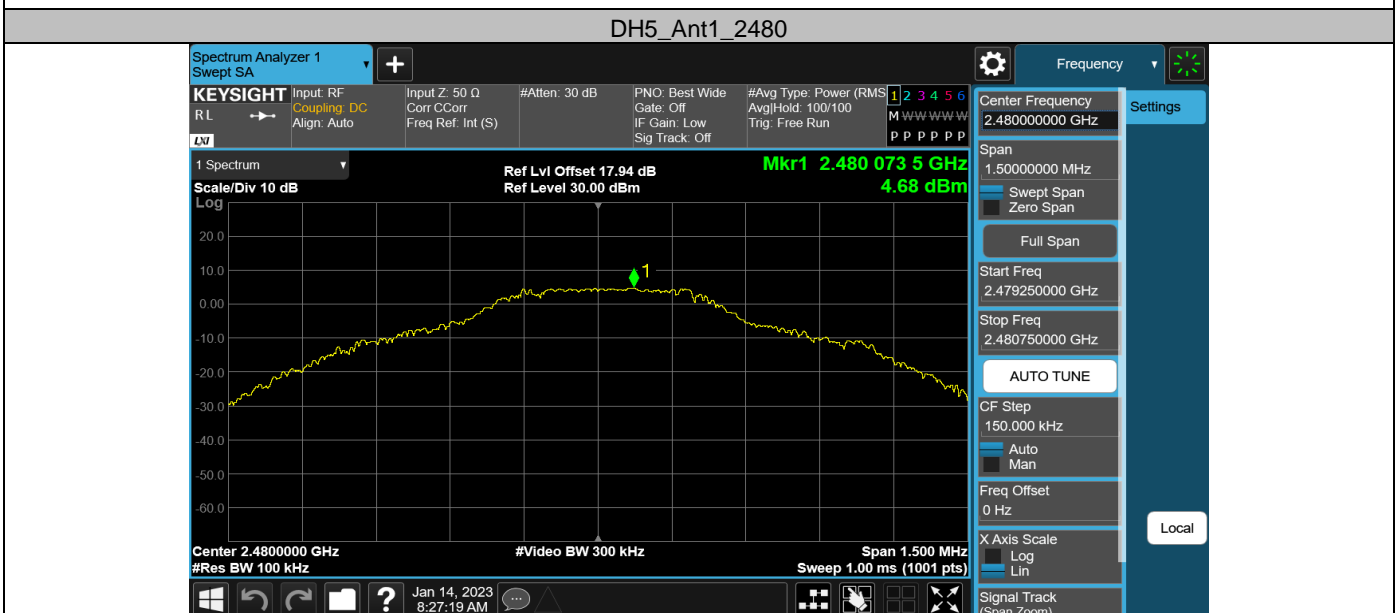 DH5_Ant1_2480
Spectrum Analyzer 1
Swept SA
Frequency
KEYSIGHT
RL
LXI
Input: RF
Coupling: DC
Align: Auto
Input Z: 50 Ω
Corr CCorr
Freq Ref: Int (S)
#Atten: 30 dB
PNO: Best Wide
Gate: Off
IF Gain: Low
Sig Track: Off
#Avg Type: Power (RMS
Avg|Hold: 100/100
Trig: Free Run
1 2 3 4 5 6
M W W W W W
P P P P P P
1 Spectrum
Scale/Div 10 dB
Log
Ref Lvl Offset 17.94 dB
Ref Level 30.00 dBm
Mkr1 2.480 073 5 GHz
4.68 dBm
20.0
10.0
1
0.00
-10.0
-20.0
-30.0
-40.0
-50.0
-60.0
Center 2.4800000 GHz
#Res BW 100 kHz
#Video BW 300 kHz
Span 1.500 MHz
Sweep 1.00 ms (1001 pts)
Jan 14, 2023
8:27:19 AM
Center Frequency
2.480000000 GHz
Settings
Span
1.50000000 MHz
Swept Span
Zero Span
Full Span
Start Freq
2.479250000 GHz
Stop Freq
2.480750000 GHz
AUTO TUNE
CF Step
150.000 kHz
Auto
Man
Freq Offset
0 Hz
Local
X Axis Scale
Log
Lin
Signal Track
(Span Zoom)